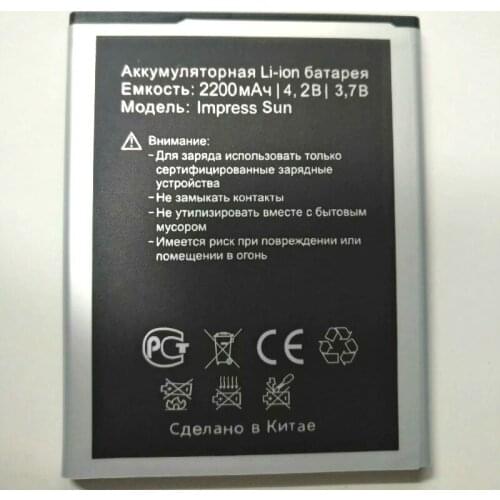 Аккумуляторная Li-ion батарея
Емкость: 2200мАч|4,2В| 3,7В
Модель: Impress Sun
Внимание:
-Для заряда использовать только
сертифицированные зарядные
устройства
-Не замыкать контакты
-Не утилизировать вместе с бытовым
мусором
-Имеется риск при повреждении или
помещении в огонь
РСТ CE
Сделано в Китае